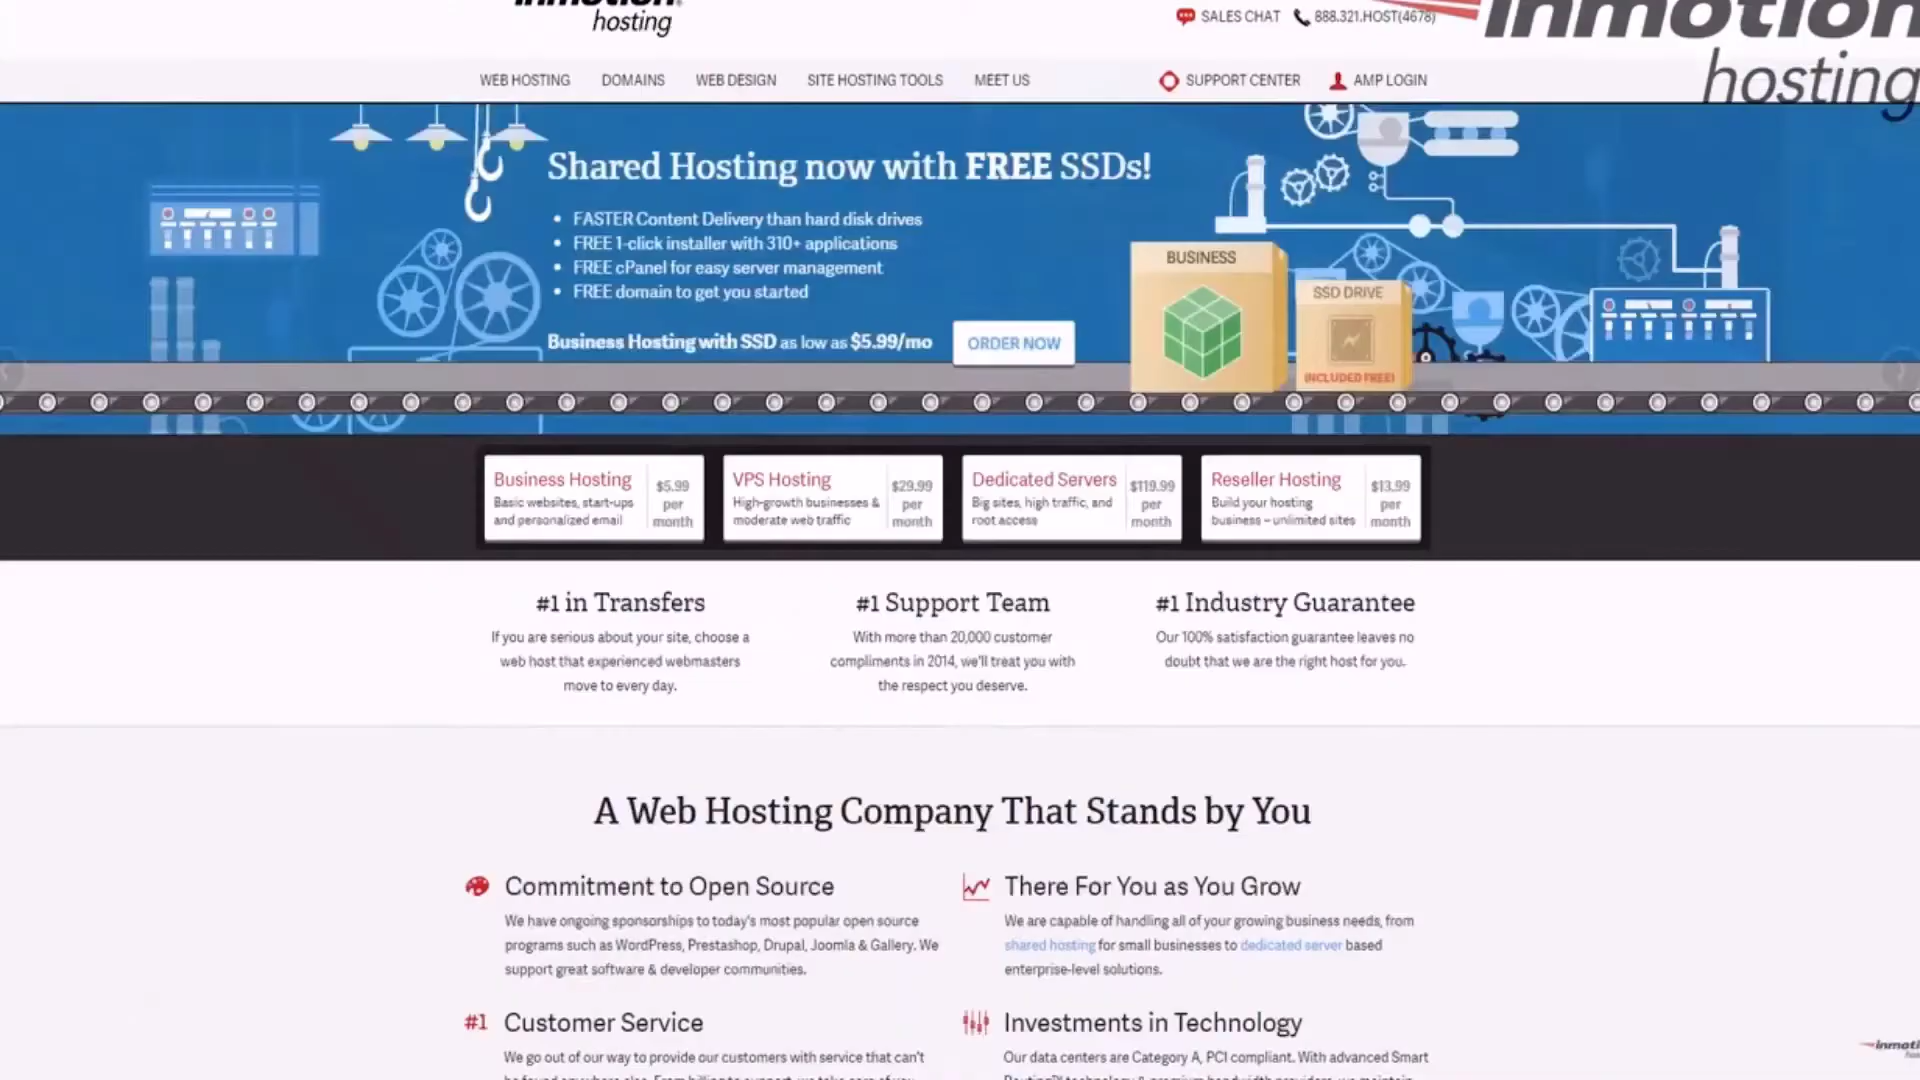 inmotion
hosting
SALES CHAT
888.321.HOST(4678)
inmotion
hosting
WEB HOSTING
DOMAINS
WEB DESIGN
SITE HOSTING TOOLS
MEET US
SUPPORT CENTER
AMP LOGIN
Shared Hosting now with FREE SSDs!
• FASTER Content Delivery than hard disk drives
• FREE 1-click installer with 310+ applications
• FREE cPanel for easy server management
• FREE domain to get you started
Business Hosting with SSD as low as $5.99/mo
ORDER NOW
BUSINESS
SSD DRIVE
INCLUDED FREE!
Business Hosting
Basic websites, start-ups
and personalized email
$5.99
per
month
VPS Hosting
High-growth businesses &
moderate web traffic
$29.99
per
month
Dedicated Servers
Big sites, high traffic, and
root access
$119.99
per
month
Reseller Hosting
Build your hosting
business – unlimited sites
$13.99
per
month
#1 in Transfers
If you are serious about your site, choose a
web host that experienced webmasters
move to every day.
#1 Support Team
With more than 20,000 customer
compliments in 2014, we'll treat you with
the respect you deserve.
#1 Industry Guarantee
Our 100% satisfaction guarantee leaves no
doubt that we are the right host for you.
A Web Hosting Company That Stands by You
Commitment to Open Source
We have ongoing sponsorships to today's most popular open source
programs such as WordPress, Prestashop, Drupal, Joomla & Gallery. We
support great software & developer communities.
There For You as You Grow
We are capable of handling all of your growing business needs, from
shared hosting for small businesses to dedicated server based
enterprise-level solutions.
#1 Customer Service
We go out of our way to provide our customers with service that can't
Investments in Technology
Our data centers are Category A, PCI compliant. With advanced Smart